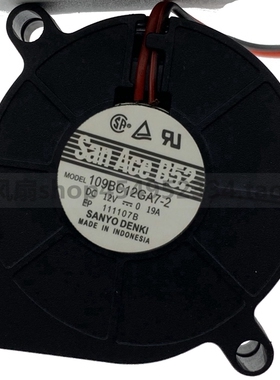 San Ace B52
MODEL 109BC12GA7-2
DC 12V 0.19A
EP 111107B
SANYO DENKI
MADE IN INDONESIA